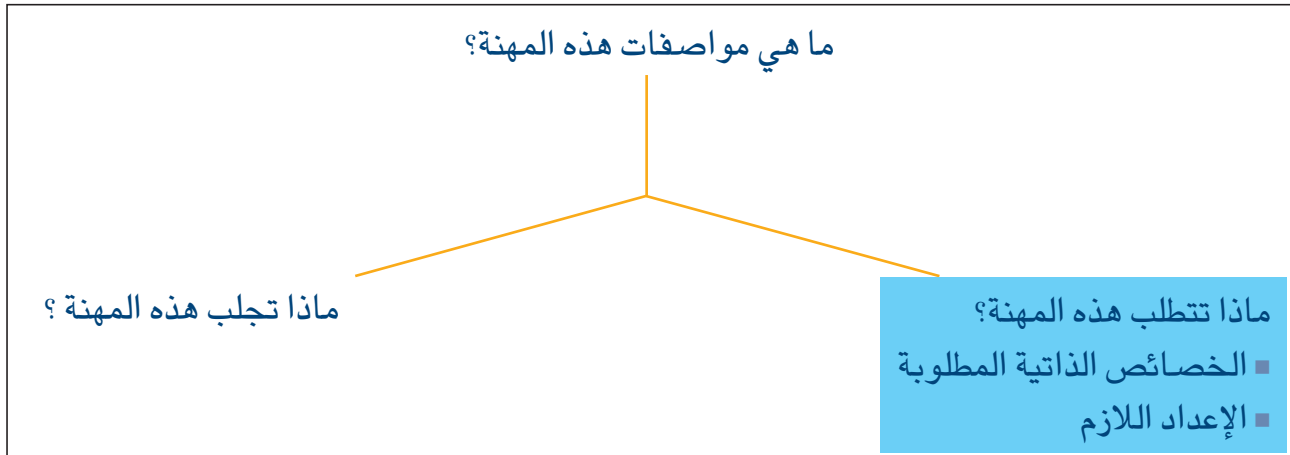 ما هي مواصفات هذه المهنة؟
ماذا تتطلب هذه المهنة؟
▪ الخصائص الذاتية المطلوبة
▪ الإعداد اللازم
ماذا تجلب هذه المهنة ؟